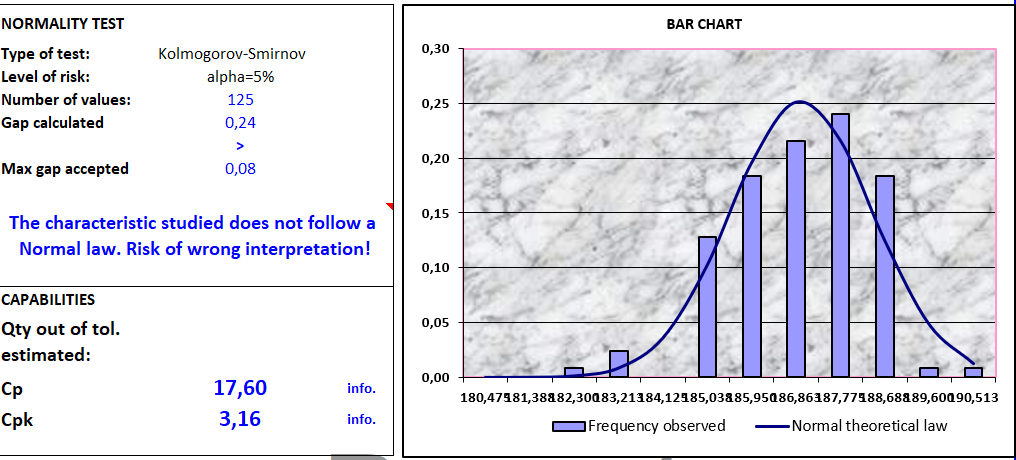 NORMALITY TEST
Type of test: Kolmogorov-Smirnov
Level of risk: alpha=5%
Number of values: 125
Gap calculated 0,24
>
Max gap accepted 0,08
The characteristic studied does not follow a
Normal law. Risk of wrong interpretation!
CAPABILITIES
Qty out of tol.
estimated:
Cp 17,60 info.
Cpk 3,16 info.
BAR CHART
0,30
0,25
0,20
0,15
0,10
0,05
0,00
180,475 181,388 182,300 183,213 184,125 185,038 185,950 186,863 187,775 188,688 189,600 190,513
Frequency observed Normal theoretical law